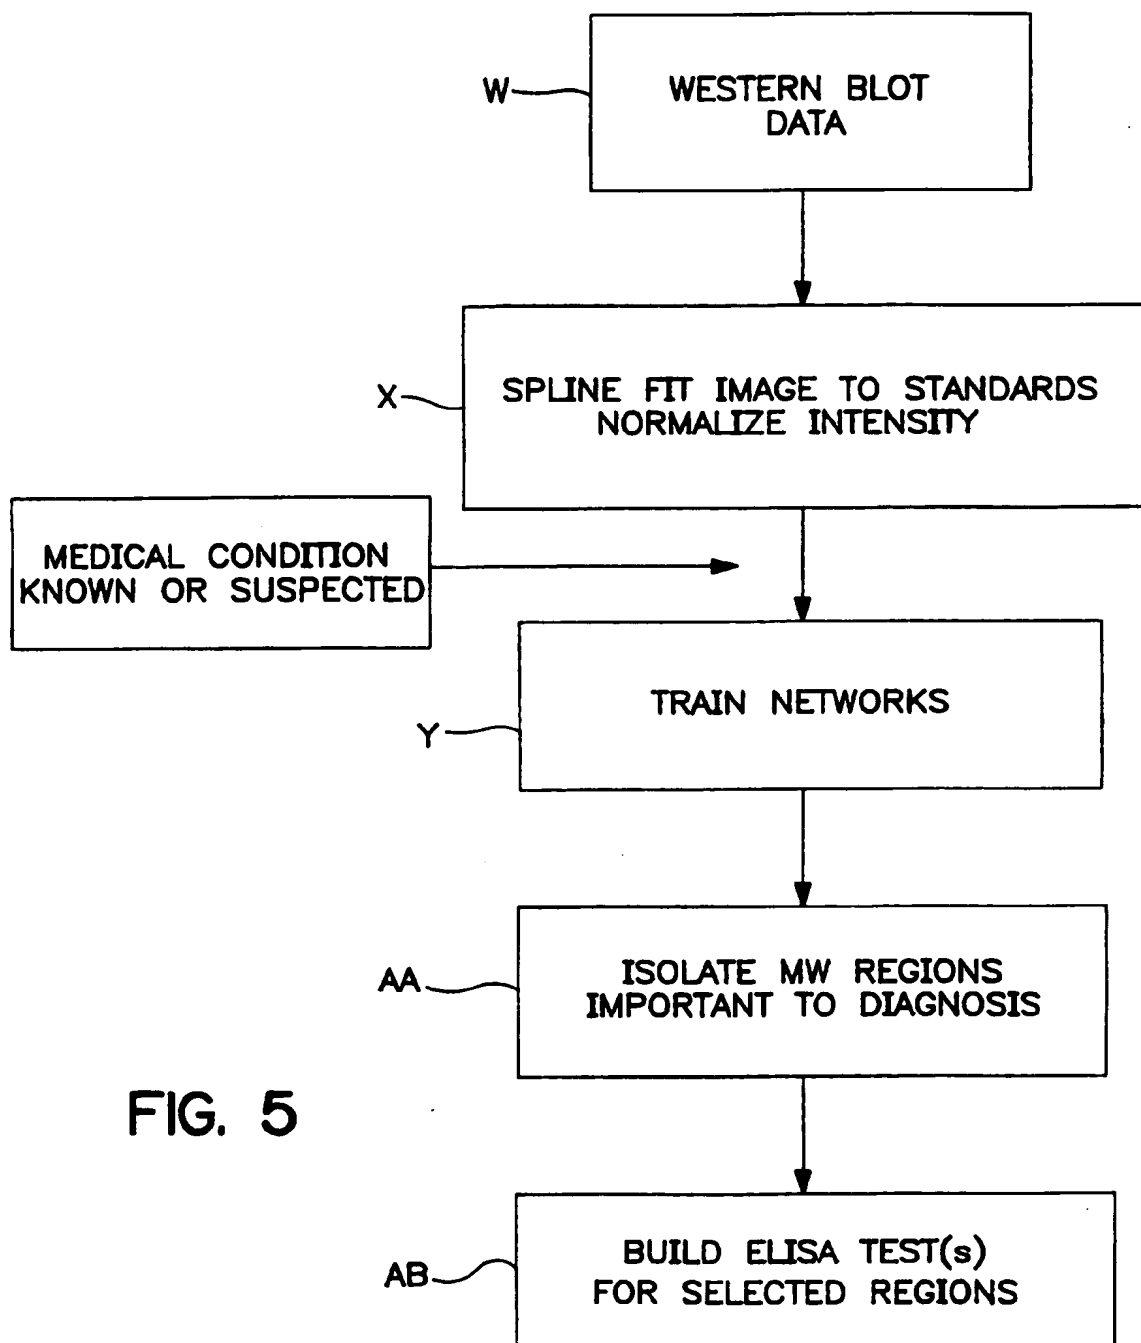 W
WESTERN BLOT
DATA
X
SPLINE FIT IMAGE TO STANDARDS
NORMALIZE INTENSITY
MEDICAL CONDITION
KNOWN OR SUSPECTED
TRAIN NETWORKS
Y
AA
ISOLATE MW REGIONS
IMPORTANT TO DIAGNOSIS
FIG. 5
AB
BUILD ELISA TEST(s)
FOR SELECTED REGIONS